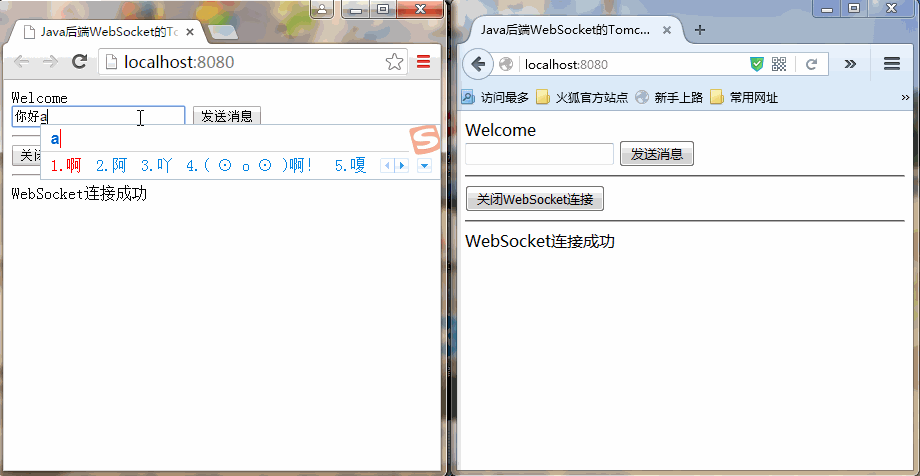 Java后端WebSocket的Tc
localhost:8080
Welcome
你好a
发送消息
a
1.啊 2.阿 3.吖 4.( ⊙ o ⊙ )啊! 5.嗄
关闭
WebSocket连接成功
Java后端WebSocket的Tomc...
localhost:8080
访问最多 火狐官方站点 新手上路 常用网址
Welcome
发送消息
关闭WebSocket连接
WebSocket连接成功